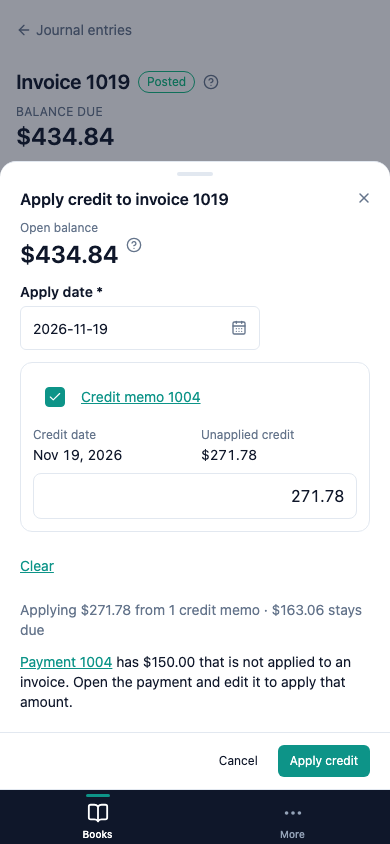 Journal entries
Invoice 1019 Posted
BALANCE DUE
$434.84
Apply credit to invoice 1019
Open balance
$434.84
Apply date *
2026-11-19
Credit memo 1004
Credit date Unapplied credit
Nov 19, 2026 $271.78
271.78
Clear
Applying $271.78 from 1 credit memo · $163.06 stays
due
Payment 1004 has $150.00 that is not applied to an
invoice. Open the payment and edit it to apply that
amount.
Cancel Apply credit
Books More